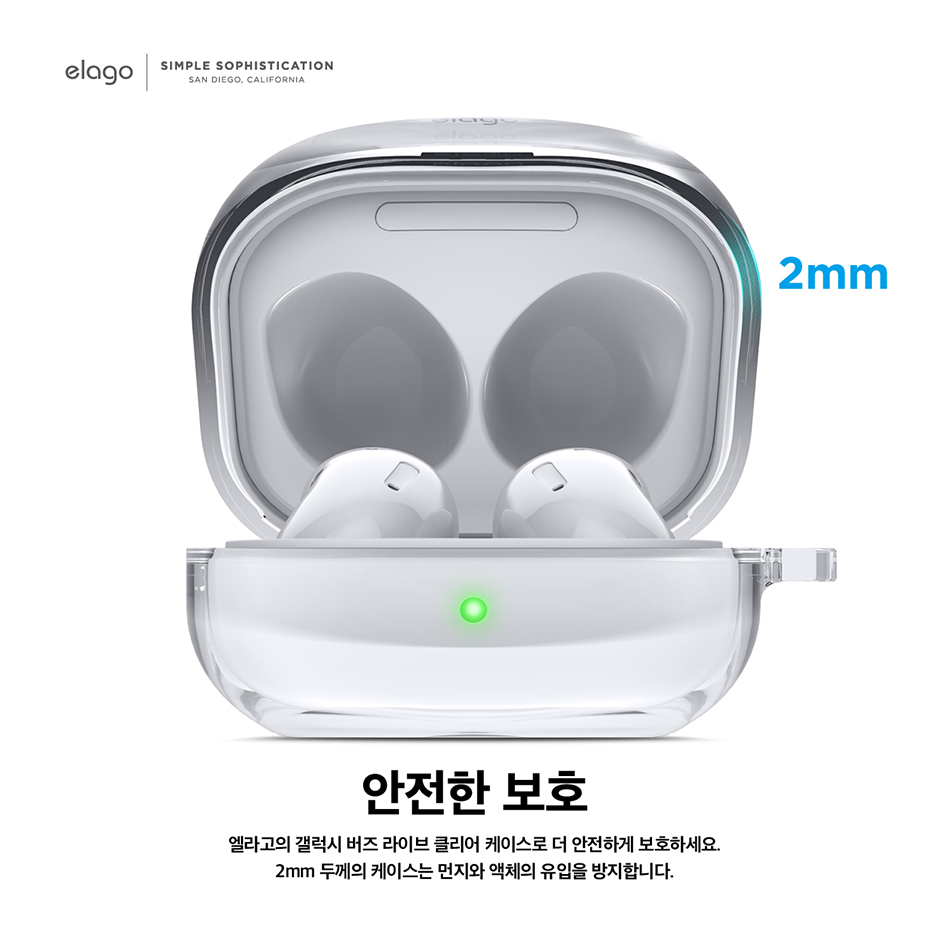 elago
SIMPLE SOPHISTICATION
SAN DIEGO, CALIFORNIA
elago
elago
2mm
안전한 보호
엘라고의 갤럭시 버즈 라이브 클리어 케이스로 더 안전하게 보호하세요.
2mm 두께의 케이스는 먼지와 액체의 유입을 방지합니다.